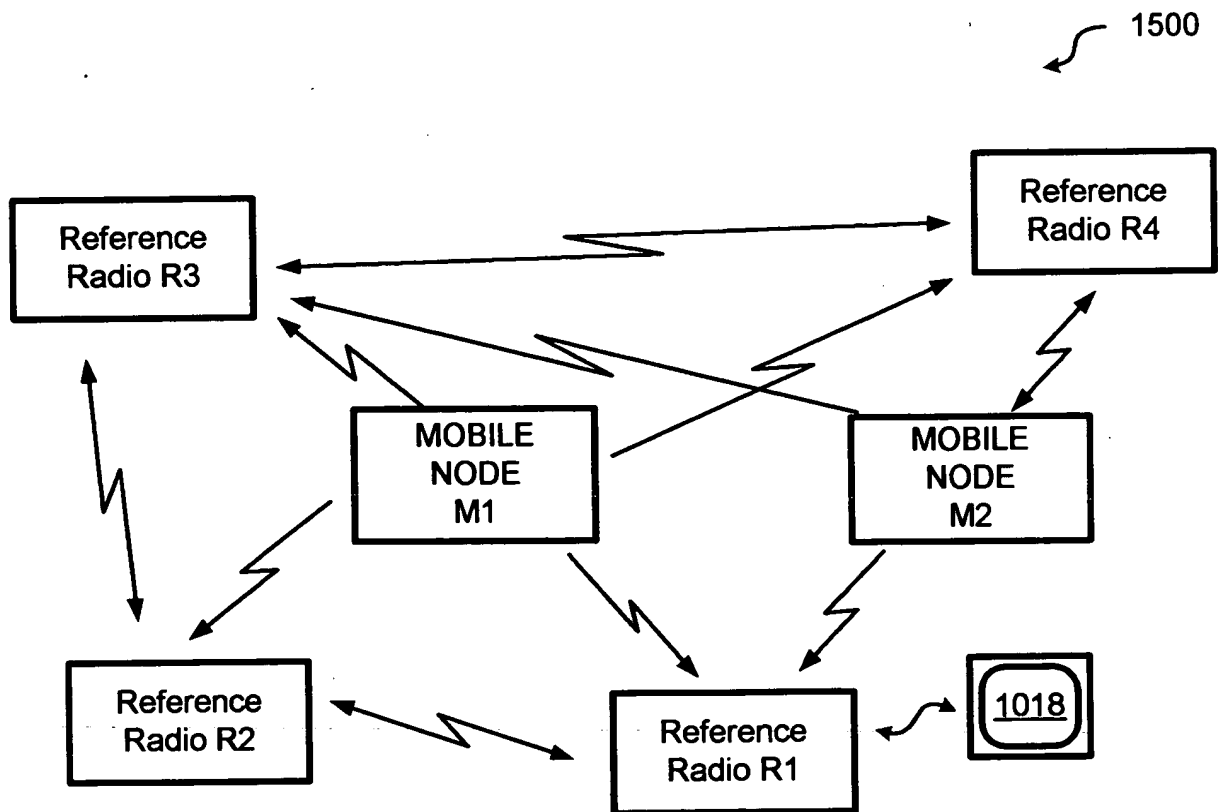 1500
Reference
Radio R4
Reference
Radio R3
MOBILE
NODE
M1
MOBILE
NODE
M2
Reference
Radio R2
Reference
Radio R1
1018